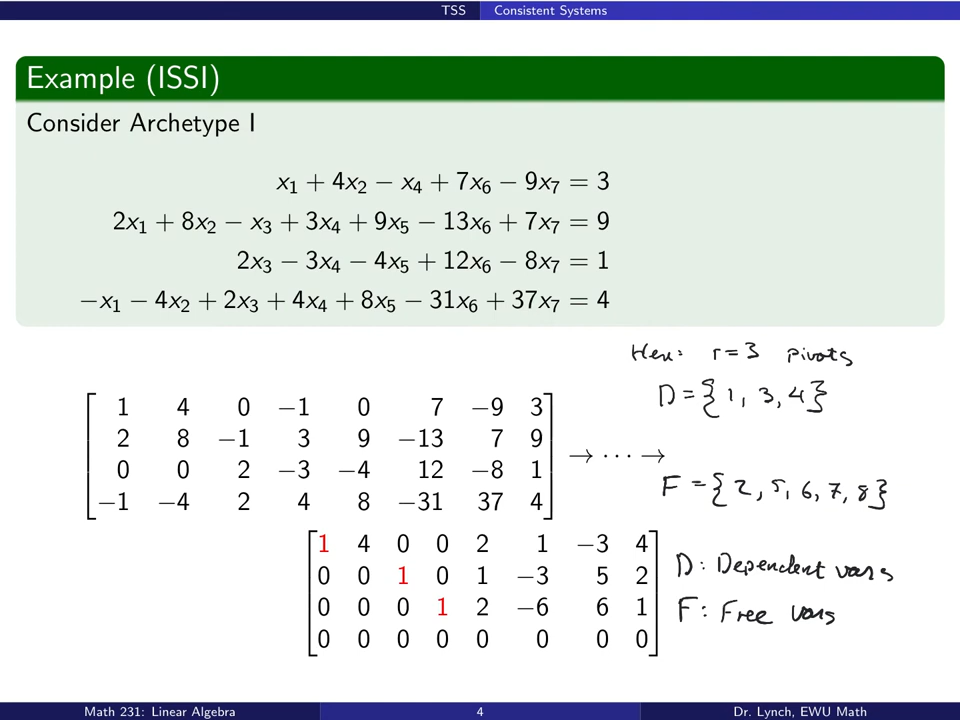 TSS Consistent Systems
Example (ISSI)
Consider Archetype I
x₁ + 4x₂ − x₄ + 7x₆ − 9x₇ = 3
2x₁ + 8x₂ − x₃ + 3x₄ + 9x₅ − 13x₆ + 7x₇ = 9
2x₃ − 3x₄ − 4x₅ + 12x₆ − 8x₇ = 1
−x₁ − 4x₂ + 2x₃ + 4x₄ + 8x₅ − 31x₆ + 37x₇ = 4
Here: r=3 pivots
D = {1, 3, 4}
1 4 0 −1 0 7 −9 3
2 8 −1 3 9 −13 7 9
0 0 2 −3 −4 12 −8 1
−1 −4 2 4 8 −31 37 4
→ ⋯ →
F = {2, 5, 6, 7, 8}
1 4 0 0 2 1 −3 4
0 0 1 0 1 −3 5 2
0 0 0 1 2 −6 6 1
0 0 0 0 0 0 0 0
D: Dependent vars
F: Free vars
Math 231: Linear Algebra 4 Dr. Lynch, EWU Math